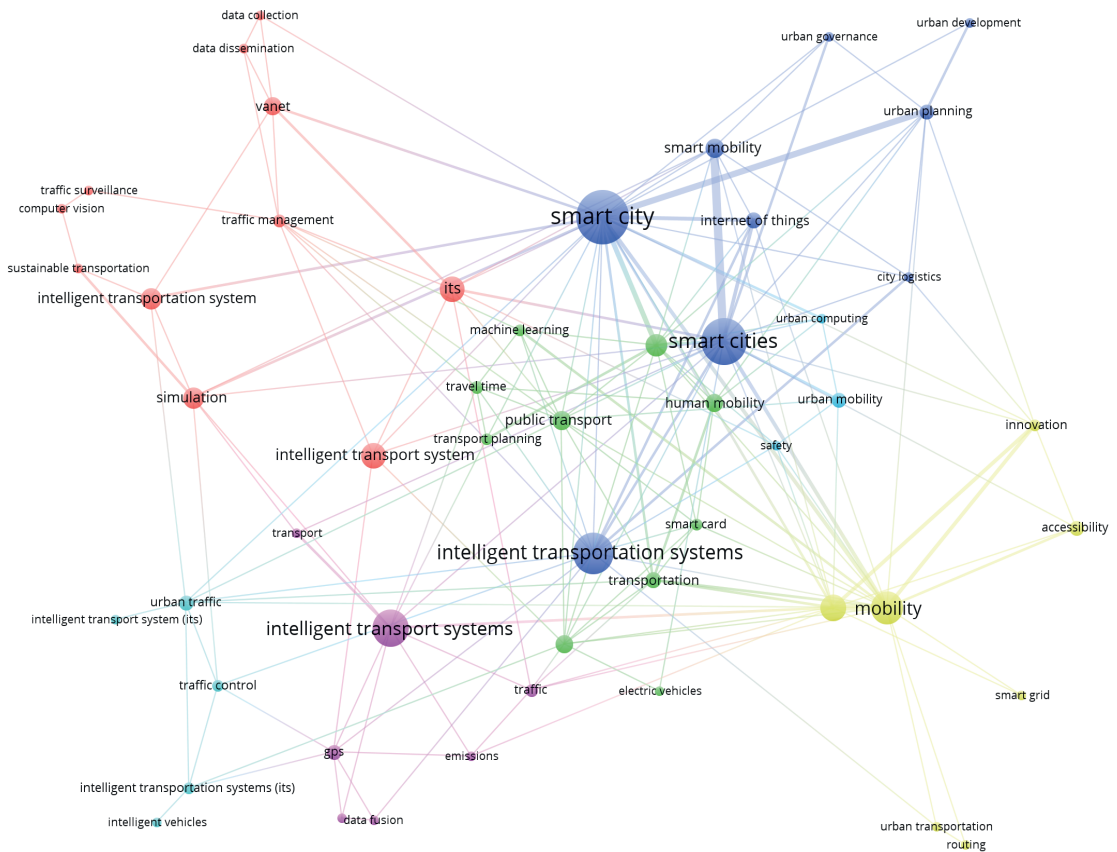 data collection
urban development
urban governance
data dissemination
vanet
urban planning
smart mobility
traffic surveillance
computer vision
traffic management
smart city
internet of things
sustainable transportation
city logistics
intelligent transportation system
its
urban computing
machine learning
smart cities
travel time
simulation
human mobility
urban mobility
public transport
innovation
transport planning
safety
intelligent transport system
smart card
accessibility
transport
intelligent transportation systems
transportation
urban traffic
mobility
intelligent transport system (its)
intelligent transport systems
traffic control
traffic
electric vehicles
smart grid
gps
emissions
intelligent transportation systems (its)
intelligent vehicles
data fusion
urban transportation
routing